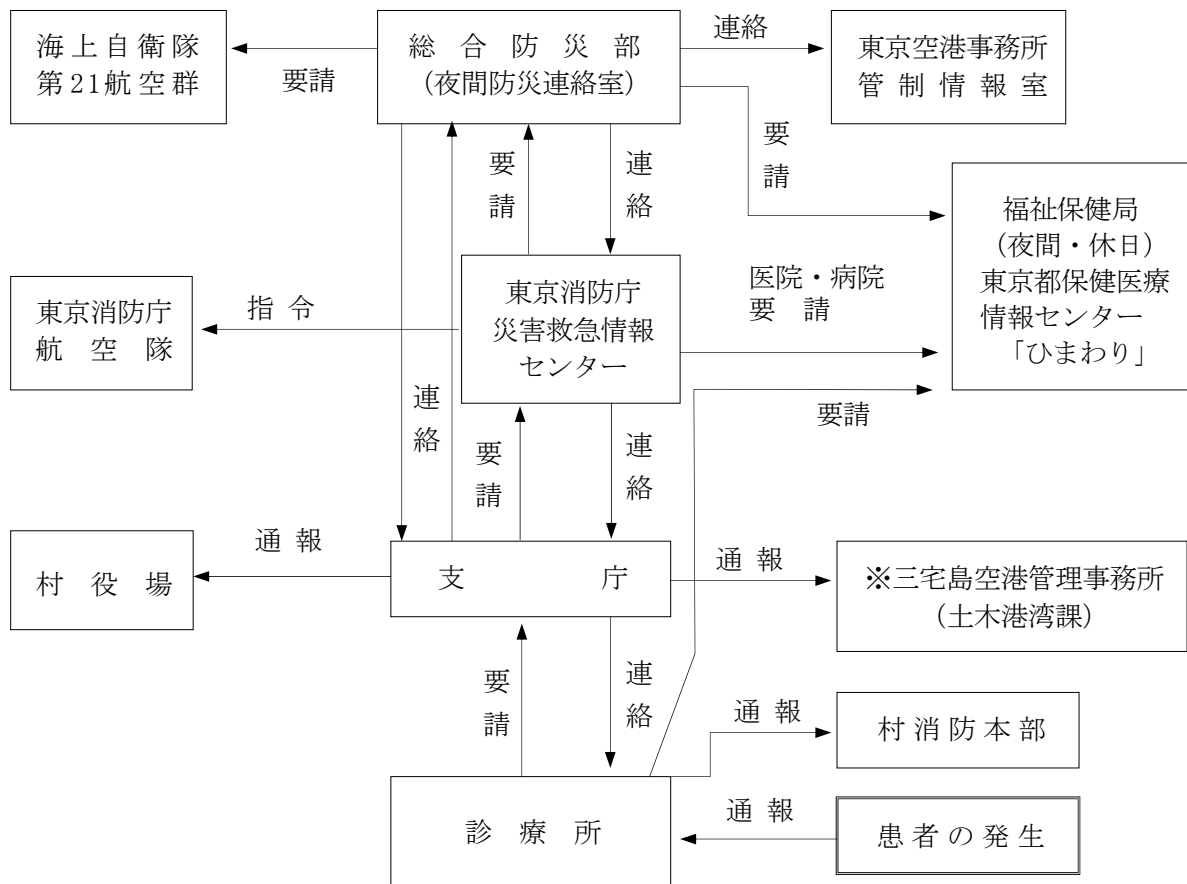 海上自衛隊
第21航空群
要請
総合防災部
(夜間防災連絡室)
連絡
東京空港事務所
管制情報室
要請
要請
連絡
福祉保健局
(夜間・休日)
東京都保健医療
情報センター
「ひまわり」
東京消防庁
航空隊
指令
東京消防庁
災害救急情報
センター
医院・病院
要請
要請
連絡
要請
連絡
村役場
通報
支庁
通報
※三宅島空港管理事務所
(土木港湾課)
要請
連絡
通報
村消防本部
診療所
通報
患者の発生